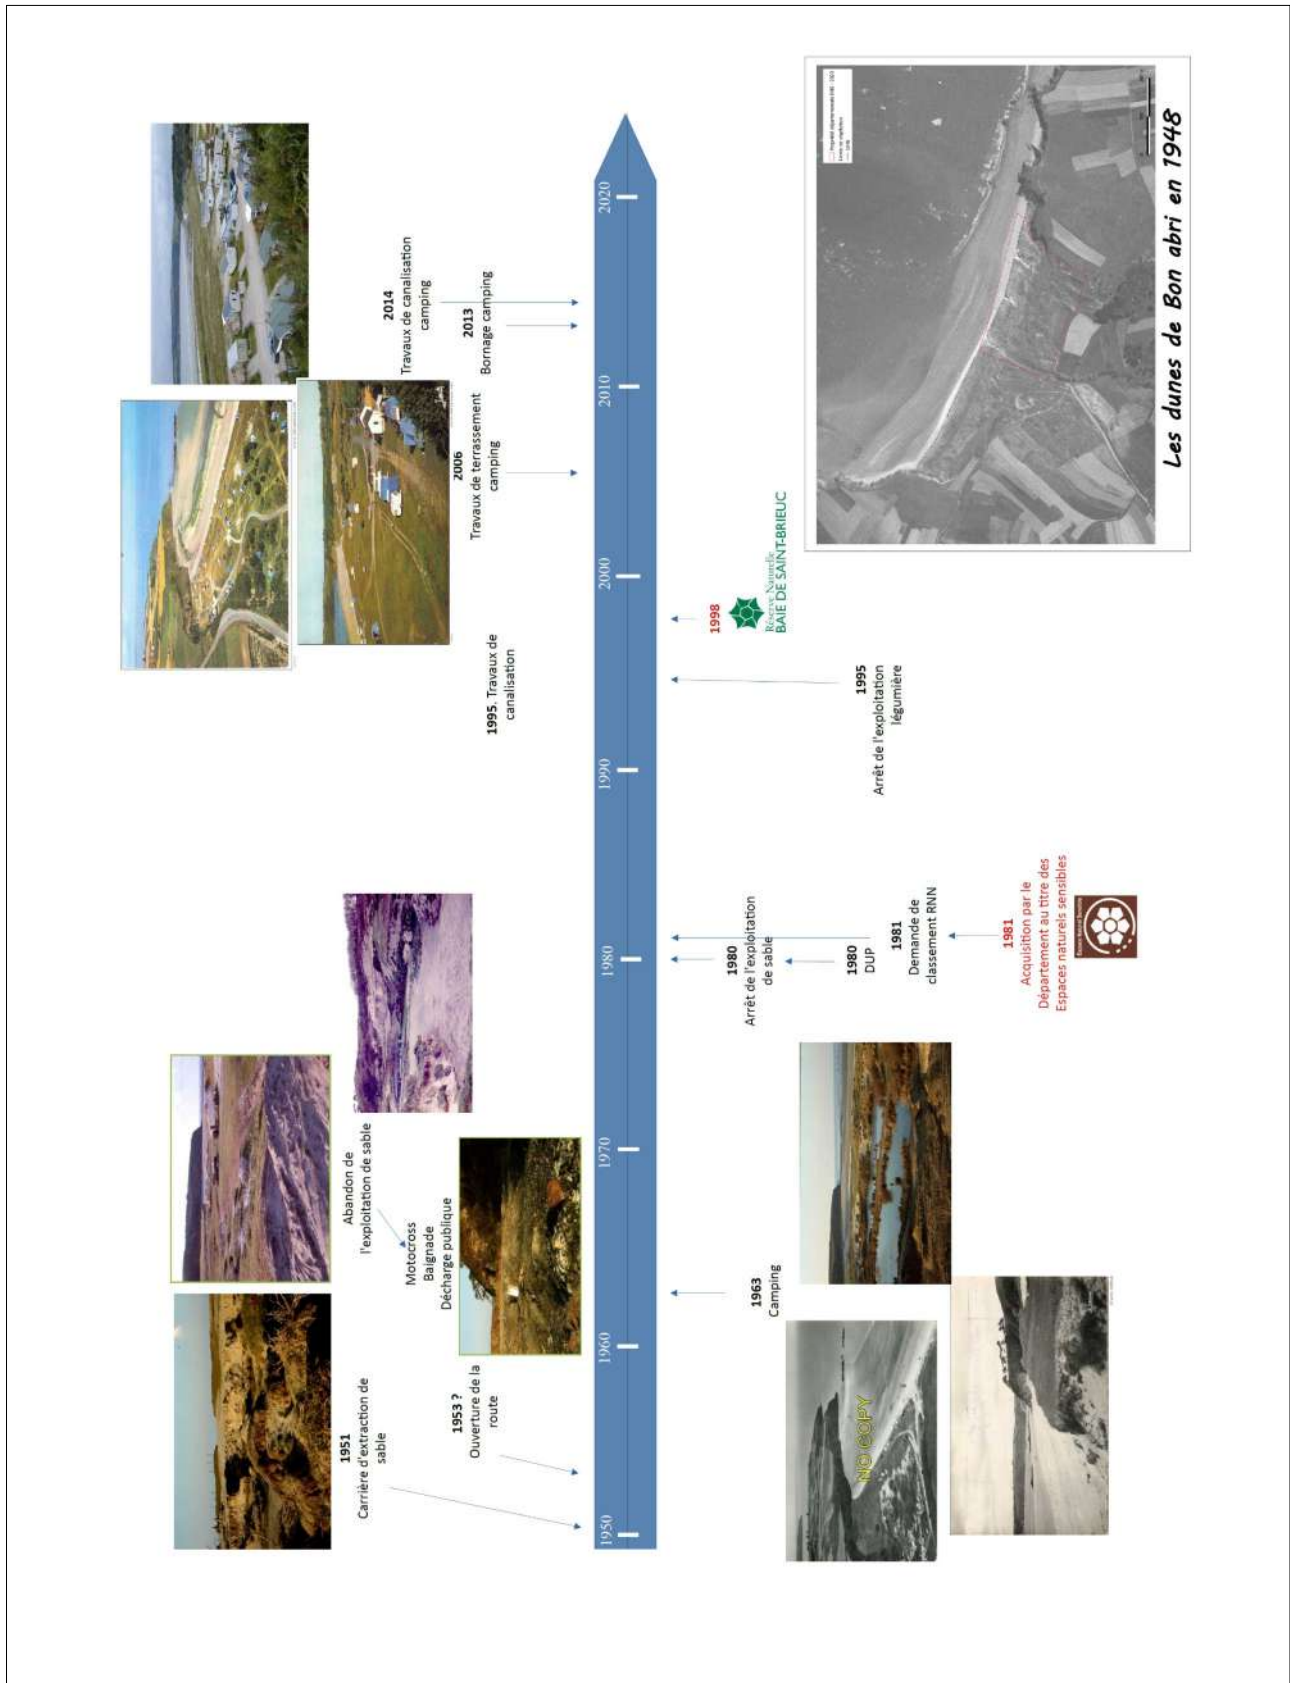 1951
Carrière d'extraction de
sable
1953 ?
Ouverture de la
route
Abandon de
l'exploitation de sable
Motocross
Baignade
Décharge publique
1995. Travaux de
canalisation
2006
Travaux de terrassement
camping
2013
Bornage camping
2014
Travaux de canalisation
camping
1950
1960
1970
1980
1990
2000
2010
2020
1963
Camping
1980
Arrêt de l'exploitation
de sable
1980
DUP
1981
Demande de
classement RNN
1981
Acquisition par le
Département au titre des
Espaces naturels sensibles
1995
Arrêt de l'exploitation
légumière
1998
Réserve Naturelle
BAIE DE SAINT-BRIEUC
NO COPY
Les dunes de Bon abri en 1948